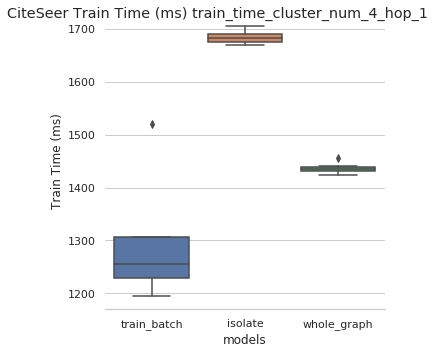 CiteSeer Train Time (ms) train_time_cluster_num_4_hop_1
1700
1600
1500
1400
1300
1200
Train Time (ms)
train_batch isolate whole_graph
models